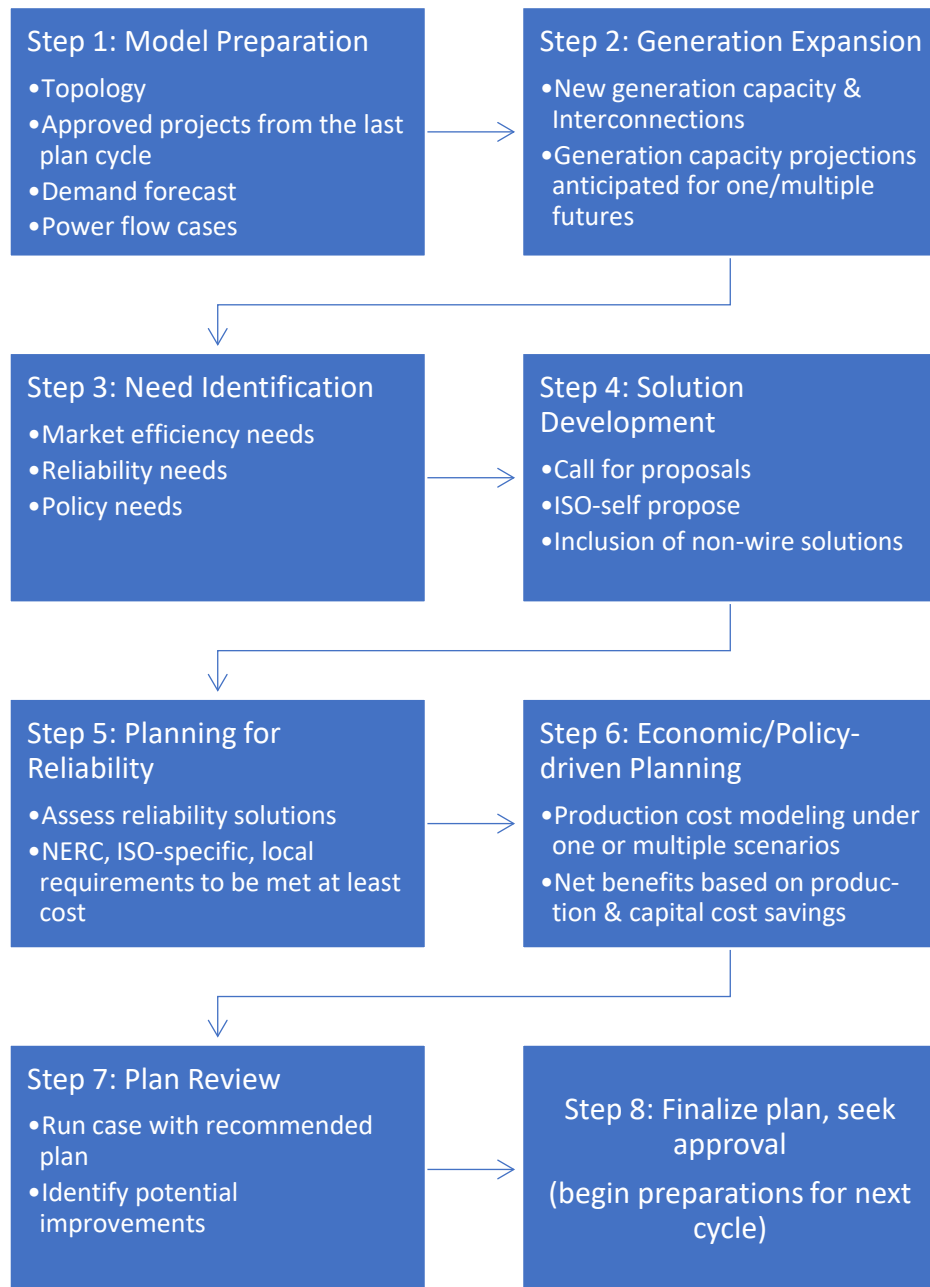 Step 1: Model Preparation
•Topology
•Approved projects from the last
plan cycle
•Demand forecast
•Power flow cases
Step 2: Generation Expansion
•New generation capacity &
Interconnections
•Generation capacity projections
anticipated for one/multiple
futures
Step 3: Need Identification
•Market efficiency needs
•Reliability needs
•Policy needs
Step 4: Solution
Development
•Call for proposals
•ISO-self propose
•Inclusion of non-wire solutions
Step 5: Planning for
Reliability
•Assess reliability solutions
•NERC, ISO-specific, local
requirements to be met at least
cost
Step 6: Economic/Policy-
driven Planning
•Production cost modeling under
one or multiple scenarios
•Net benefits based on produc-
tion & capital cost savings
Step 7: Plan Review
•Run case with recommended
plan
•Identify potential
improvements
Step 8: Finalize plan, seek
approval
(begin preparations for next
cycle)